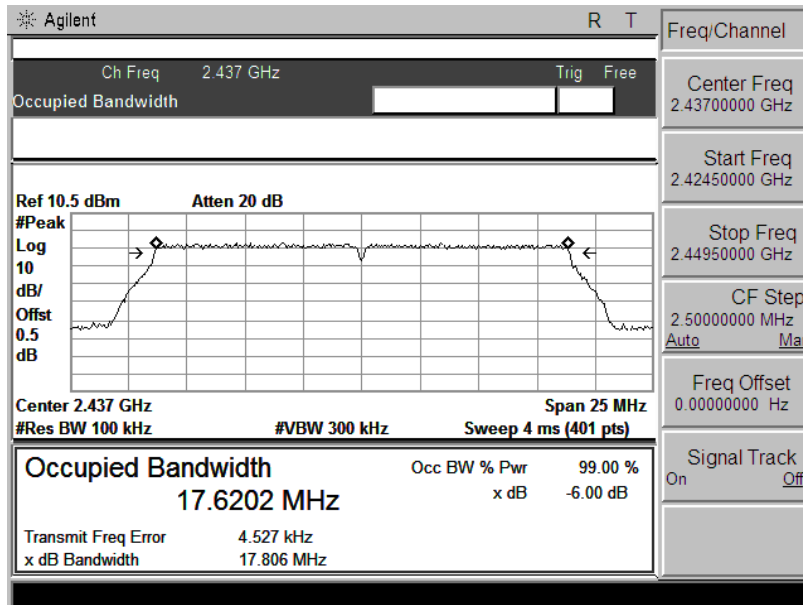 Agilent R T
Ch Freq 2.437 GHz Trig Free
Occupied Bandwidth
Ref 10.5 dBm Atten 20 dB
#Peak
Log
10
dB/
Offst
0.5
dB
Center 2.437 GHz Span 25 MHz
#Res BW 100 kHz #VBW 300 kHz Sweep 4 ms (401 pts)
Occupied Bandwidth Occ BW % Pwr 99.00 %
17.6202 MHz x dB -6.00 dB
Transmit Freq Error 4.527 kHz
x dB Bandwidth 17.806 MHz
Freq/Channel
Center Freq
2.43700000 GHz
Start Freq
2.42450000 GHz
Stop Freq
2.44950000 GHz
CF Step
2.50000000 MHz
Auto Ma
Freq Offset
0.00000000 Hz
Signal Track
On Off